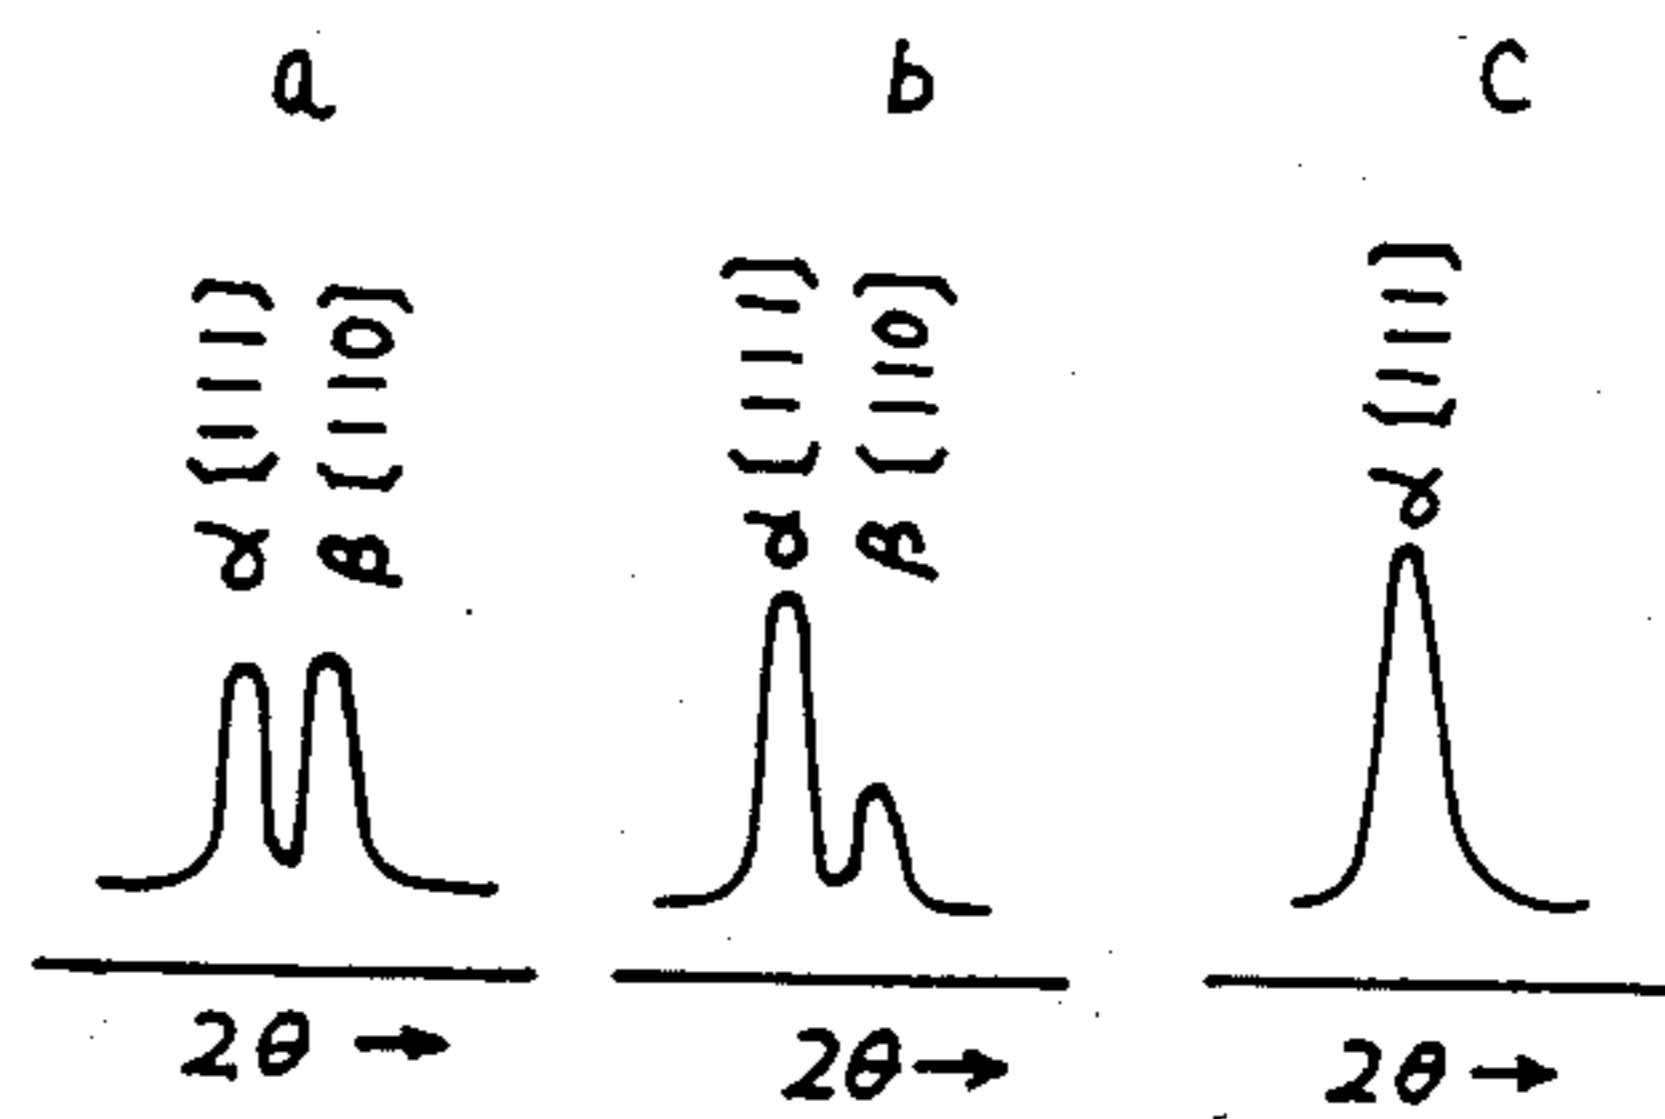 a
b
c
α {111}
β {110}
α {111}
β {110}
α {111}
2θ →
2θ →
2θ →